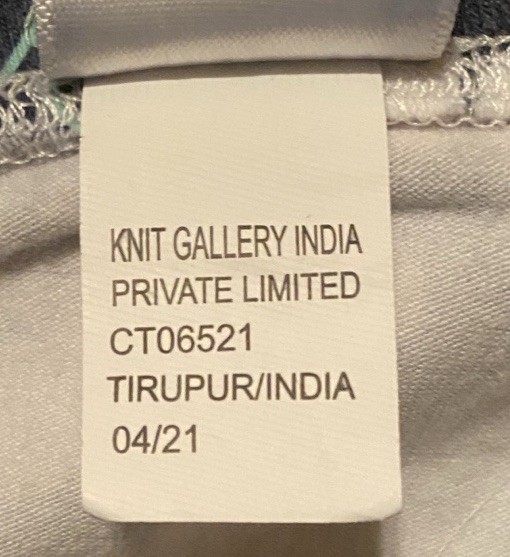 KNIT GALLERY INDIA
PRIVATE LIMITED
CT06521
TIRUPUR/INDIA
04/21